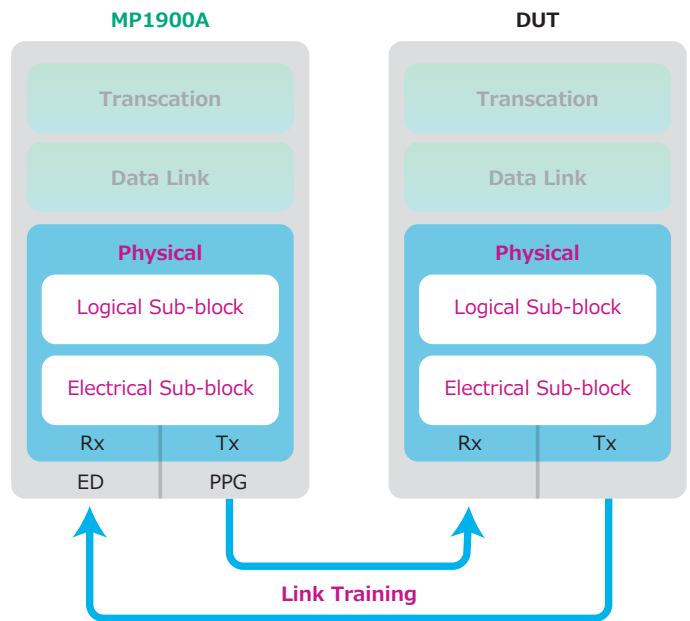 MP1900A
Transcation
Data Link
Physical
Logical Sub-block
Electrical Sub-block
Rx Tx
ED PPG
DUT
Transcation
Data Link
Physical
Logical Sub-block
Electrical Sub-block
Rx Tx
Link Training